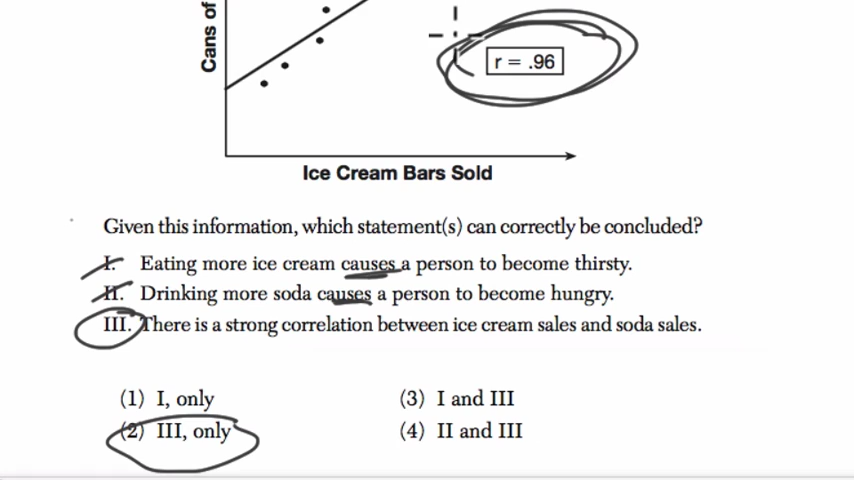 Cans of
r = .96
Ice Cream Bars Sold
Given this information, which statement(s) can correctly be concluded?
I. Eating more ice cream causes a person to become thirsty.
II. Drinking more soda causes a person to become hungry.
III. There is a strong correlation between ice cream sales and soda sales.
(1) I, only
(3) I and III
(2) III, only
(4) II and III